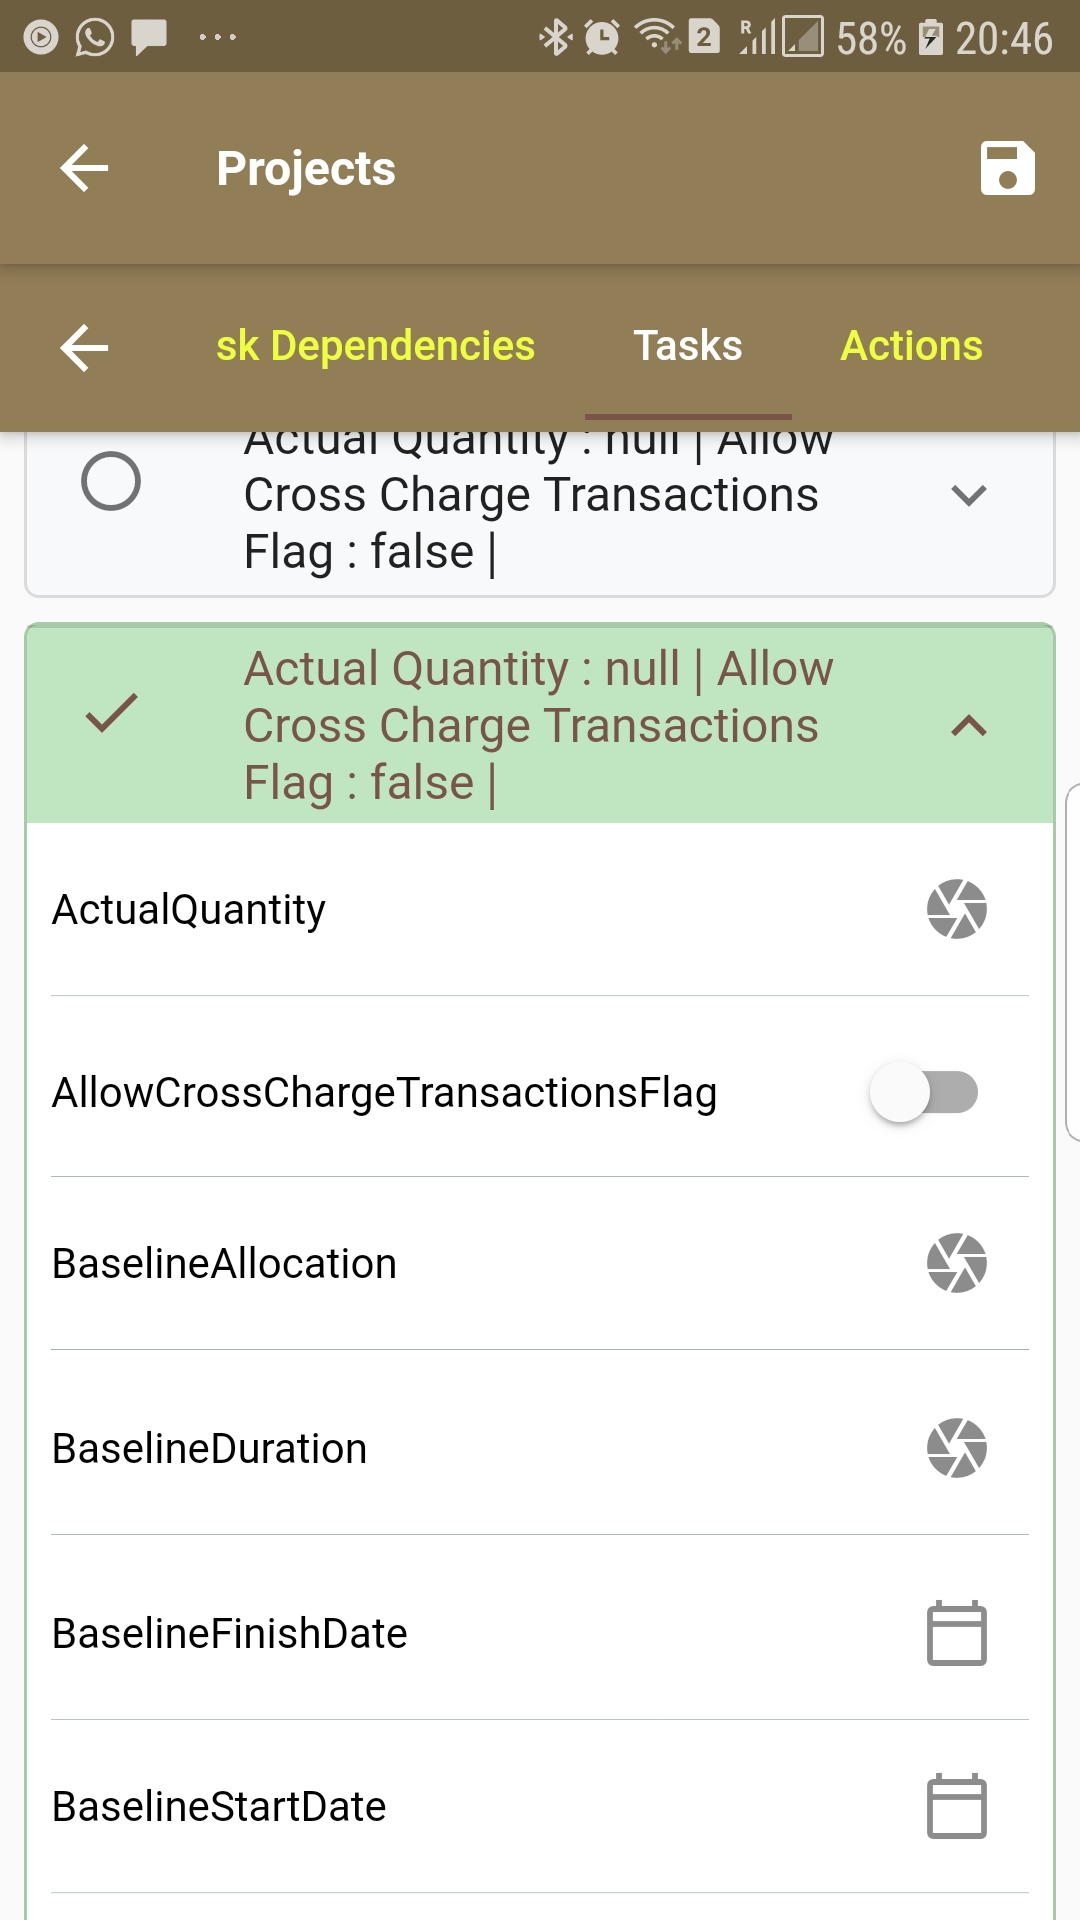 2 R 58% 20:46
Projects
sk Dependencies Tasks Actions
Actual Quantity : null | Allow
Cross Charge Transactions
Flag : false |
Actual Quantity : null | Allow
Cross Charge Transactions
Flag : false |
ActualQuantity
AllowCrossChargeTransactionsFlag
BaselineAllocation
BaselineDuration
BaselineFinishDate
BaselineStartDate